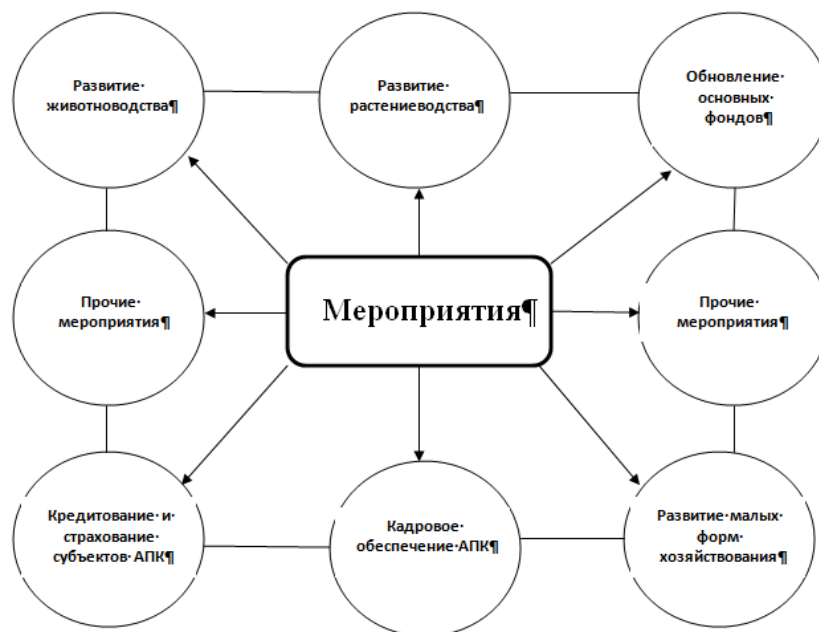 Развитие·
животноводства¶
Развитие·
растениеводства¶
Обновление·
основных·
фондов¶
Прочие·
мероприятия¶
Мероприятия¶
Прочие·
мероприятия¶
Кредитование·и·
страхование·
субъектов·АПК¶
Кадровое·
обеспечение·АПК¶
Развитие·малых·
форм·
хозяйствования¶